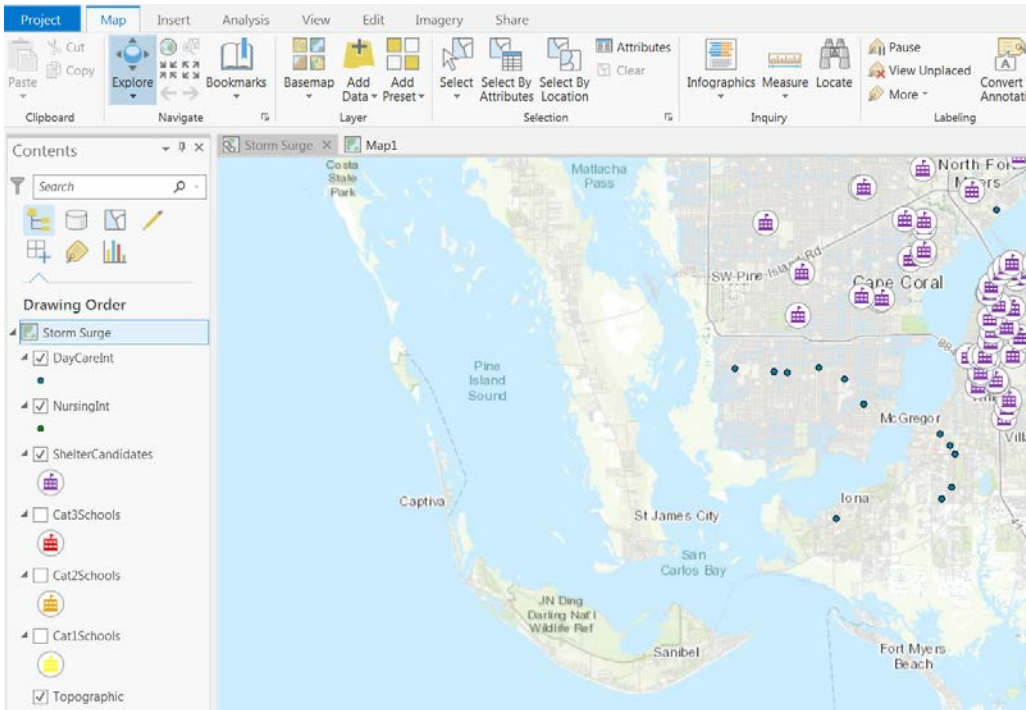 Project Map Insert Analysis View Edit Imagery Share
Cut
Copy
Paste
Explore
Bookmarks
Basemap
Add Data
Add Preset
Select
Select By Attributes
Select By Location
Attributes
Clear
Infographics
Measure
Locate
Pause
View Unplaced
More
Convert
Annotati
Clipboard Navigate Layer Selection Inquiry Labeling
Contents
Search
Drawing Order
Storm Surge
DayCareInt
NursingInt
ShelterCandidates
Cat3Schools
Cat2Schools
Cat1Schools
Topographic
Storm Surge Map1
Costa
State
Park
Matlacha
Pass
North For
Myers
SW Pine Island Rd
Cape Coral
Pine
Island
Sound
McGregor
Vill
Captiva
Iona
St James City
41
San
Carlos Bay
JN Ding
Darling Nat'l
Wildlife Ref
Sanibel
Fort Myers
Beach